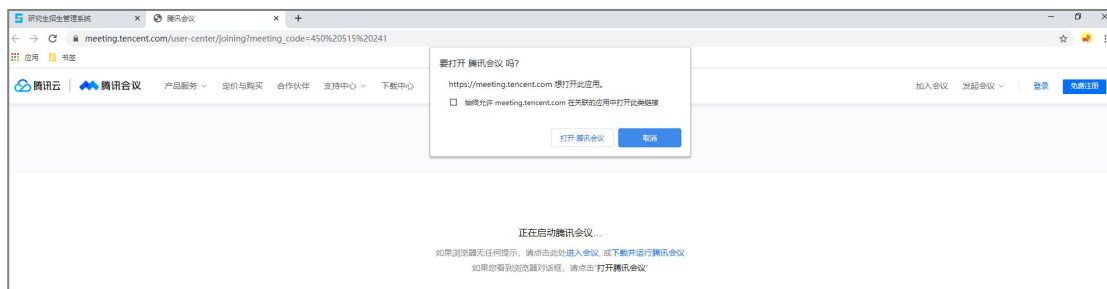 研究生招生管理系统
腾讯会议
meeting.tencent.com/user-center/joining?meeting_code=450%20515%20241
应用 书签
腾讯云 腾讯会议 产品服务 定价与购买 合作伙伴 支持中心 下载中心
加入会议 发起会议 登录 免费注册
要打开 腾讯会议 吗?
https://meeting.tencent.com 想打开此应用。
始终允许 meeting.tencent.com 在关联的应用中打开此类链接
打开 腾讯会议 取消
正在启动腾讯会议...
如果浏览器无任何提示，请点击此处进入会议, 或下载并运行腾讯会议
如果您看到浏览器对话框，请点击"打开腾讯会议"